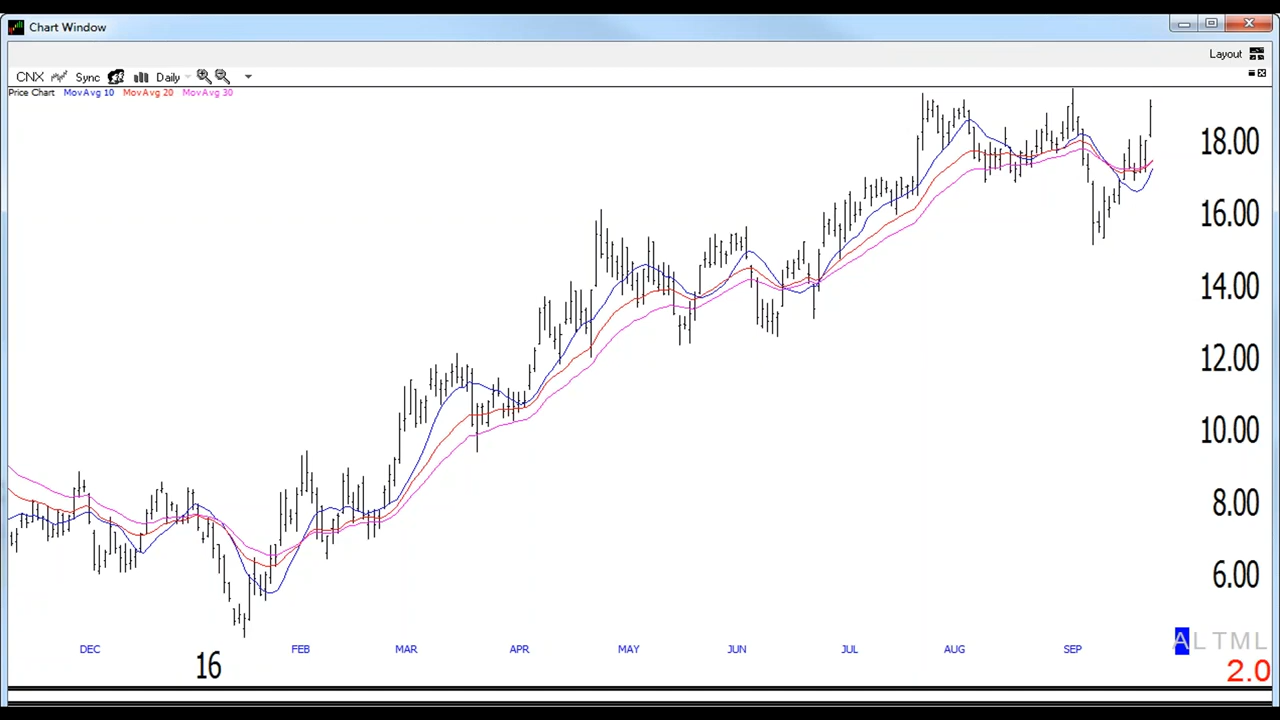 Chart Window
Layout
CNX Sync Daily
Price Chart MovAvg 10 MovAvg 20 MovAvg 30
18.00
16.00
14.00
12.00
10.00
8.00
6.00
DEC FEB MAR APR MAY JUN JUL AUG SEP
16
A L T M L
2.0